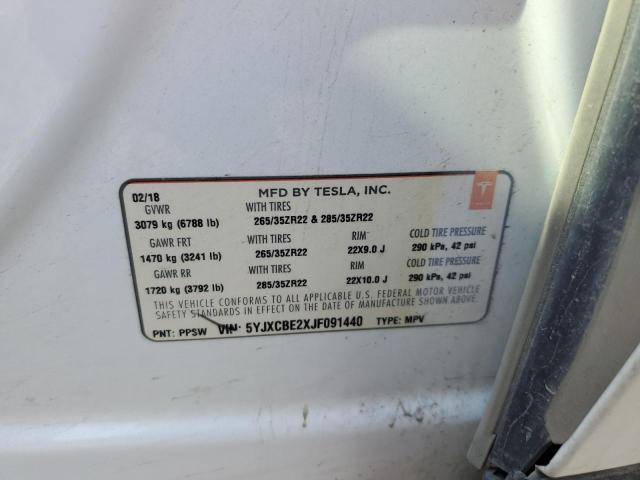 02/18 MFD BY TESLA, INC.
GVWR WITH TIRES
3079 kg (6788 lb) 265/35ZR22 & 285/35ZR22
GAWR FRT WITH TIRES RIM COLD TIRE PRESSURE
1470 kg (3241 lb) 265/35ZR22 22X9.0 J 290 kPa, 42 psi
GAWR RR WITH TIRES RIM COLD TIRE PRESSURE
1720 kg (3792 lb) 285/35ZR22 22X10.0 J 290 kPa, 42 psi
THIS VEHICLE CONFORMS TO ALL APPLICABLE U.S. FEDERAL MOTOR VEHICLE
SAFETY STANDARDS IN EFFECT ON THE DATE OF MANUFACTURE SHOWN ABOVE.
PNT: PPSW VIN: 5YJXCBE2XJF091440 TYPE: MPV